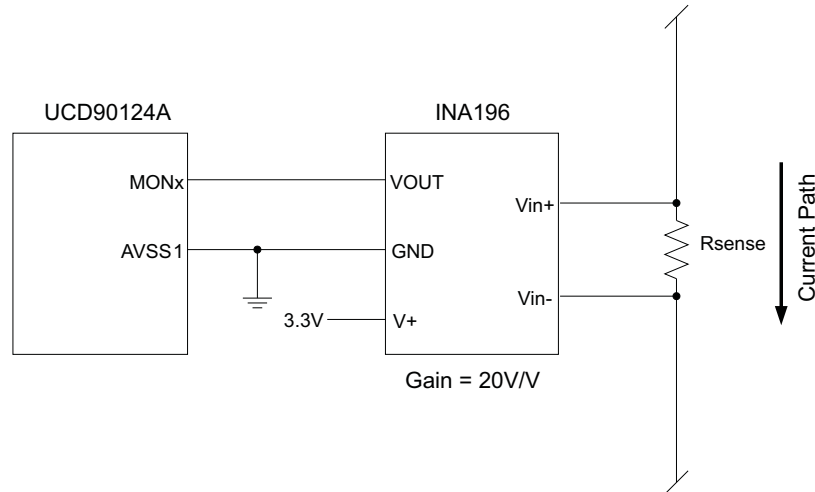 UCD90124A
INA196
MONx
VOUT
Vin+
AVSS1
GND
Rsense
Current Path
Vin-
3.3V
V+
Gain = 20V/V